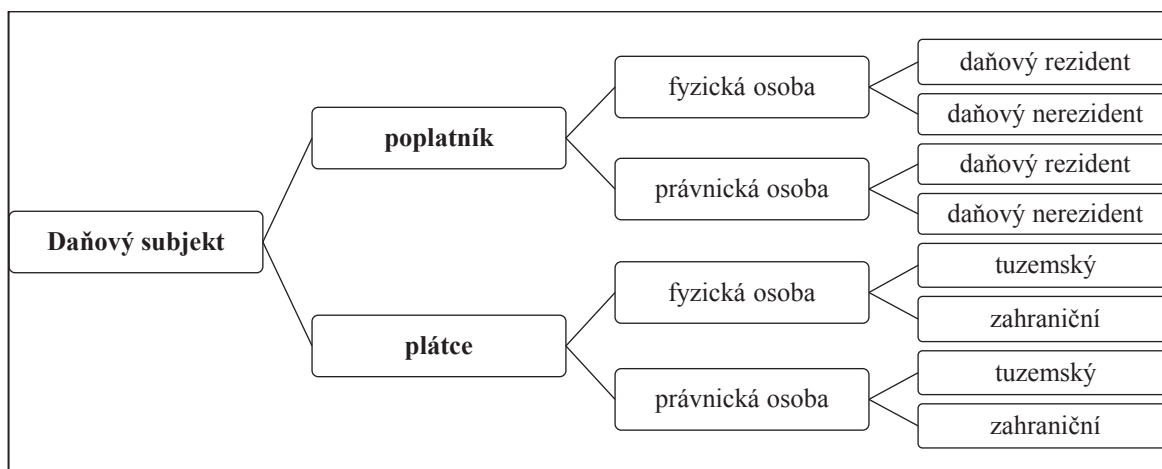 Daňový subjekt
poplatník
fyzická osoba
daňový rezident
daňový nerezident
právnická osoba
daňový rezident
daňový nerezident
plátce
fyzická osoba
tuzemský
zahraniční
právnická osoba
tuzemský
zahraniční